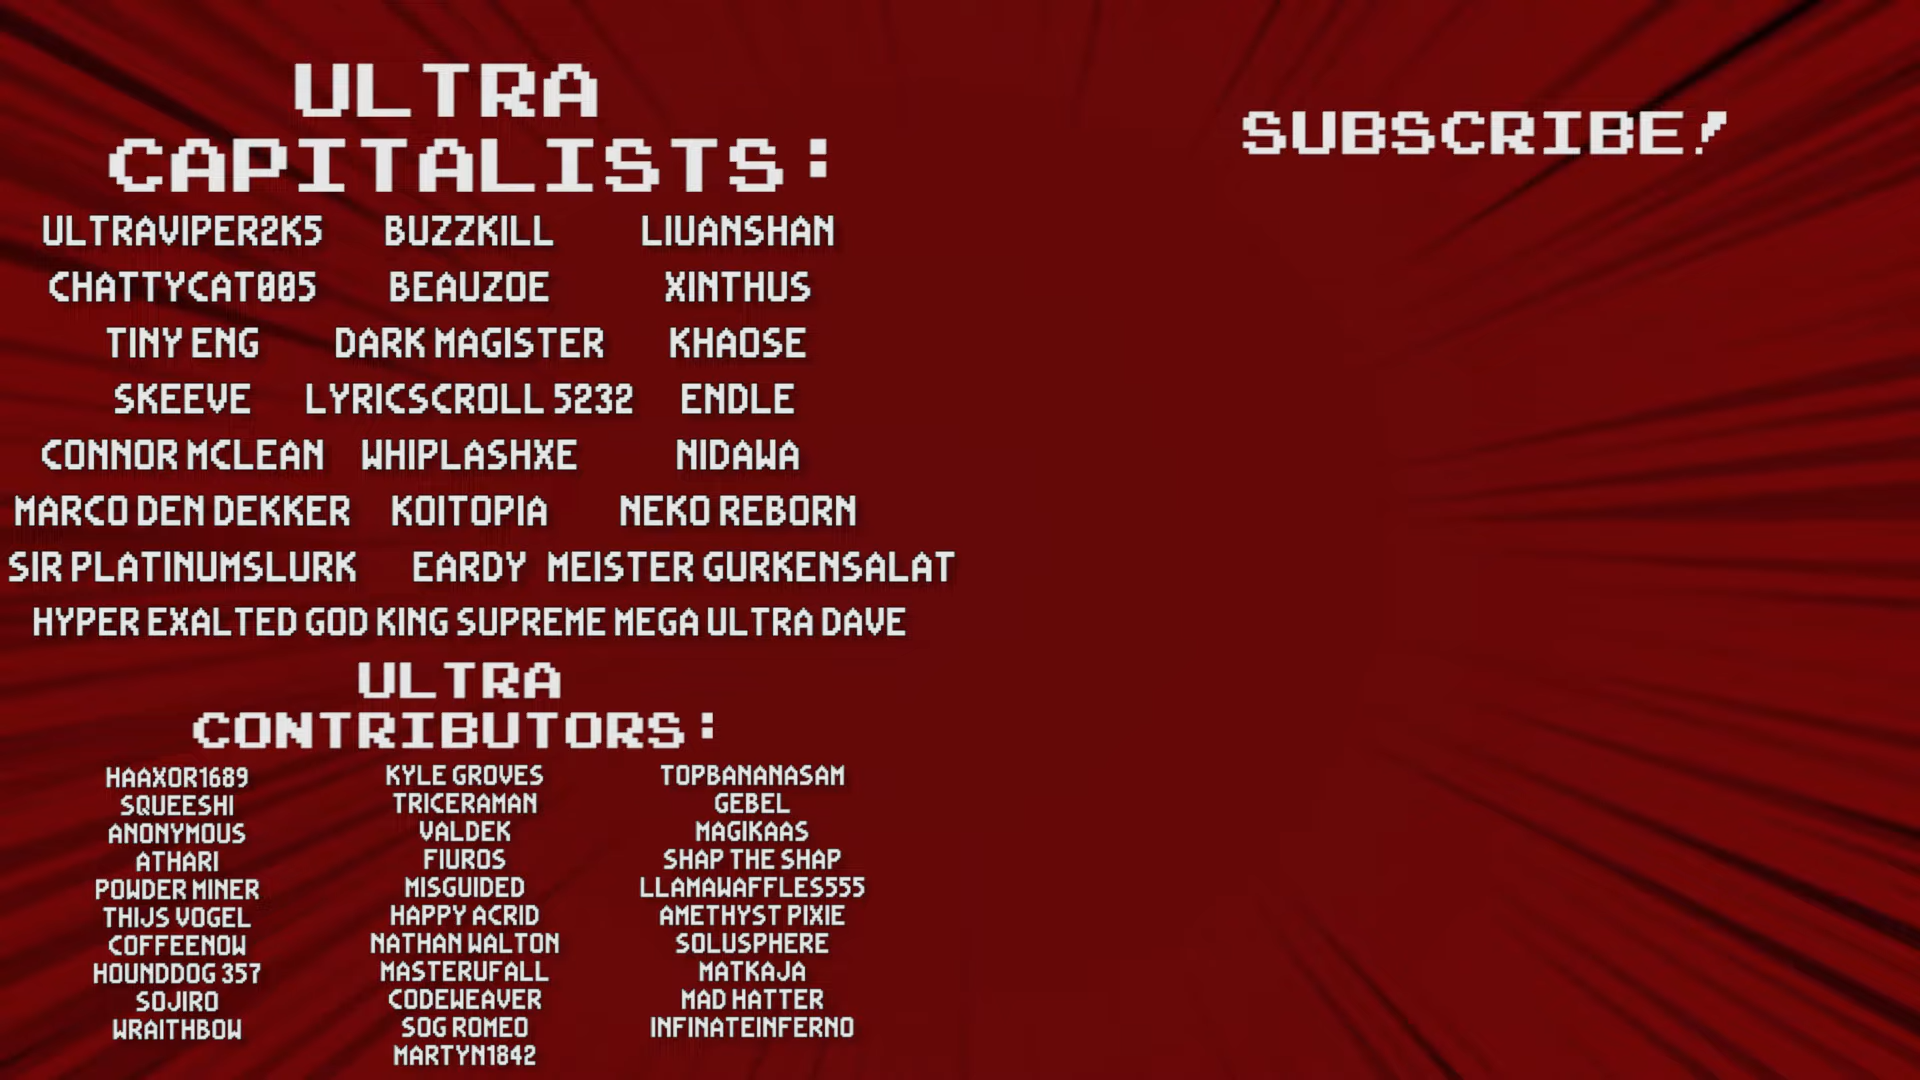 ULTRA
CAPITALISTS:
ULTRAVIPER2K5 BUZZKILL LIUANSHAN
CHATTYCAT005 BEAUZOE XINTHUS
TINY ENG DARK MAGISTER KHAOSE
SKEEVE LYRICSCROLL 5232 ENDLE
CONNOR MCLEAN WHIPLASHXE NIDAWA
MARCO DEN DEKKER KOITOPIA NEKO REBORN
SIR PLATINUMSLURK EARDY MEISTER GURKENSALAT
HYPER EXALTED GOD KING SUPREME MEGA ULTRA DAVE
ULTRA
CONTRIBUTORS:
HAAXOR1689 KYLE GROVES TOPBANANASAM
SQUEESHI TRICERAMAN GEBEL
ANONYMOUS VALDEK MAGIKAAS
ATHARI FIUROS SHAP THE SHAP
POWDER MINER MISGUIDED LLAMAWAFFLES555
THIJS VOGEL HAPPY ACRID AMETHYST PIXIE
COFFEENOW NATHAN WALTON SOLUSPHERE
HOUNDDOG 357 MASTERUFALL MATKAJA
SOJIRO CODEWEAVER MAD HATTER
WRAITHBOW SOG ROMEO INFINATEINFERNO
MARTYN1842
SUBSCRIBE!